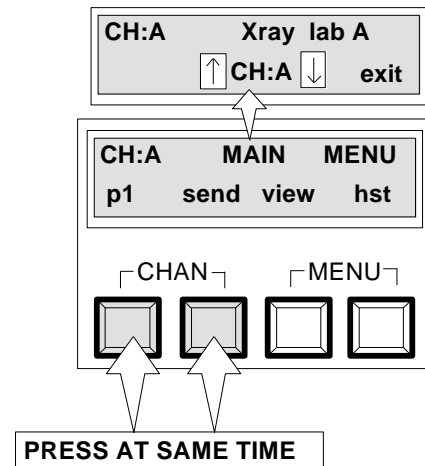 CH:A Xray lab A
↑ CH:A ↓ exit
CH:A MAIN MENU
p1 send view hst
CHAN MENU
PRESS AT SAME TIME